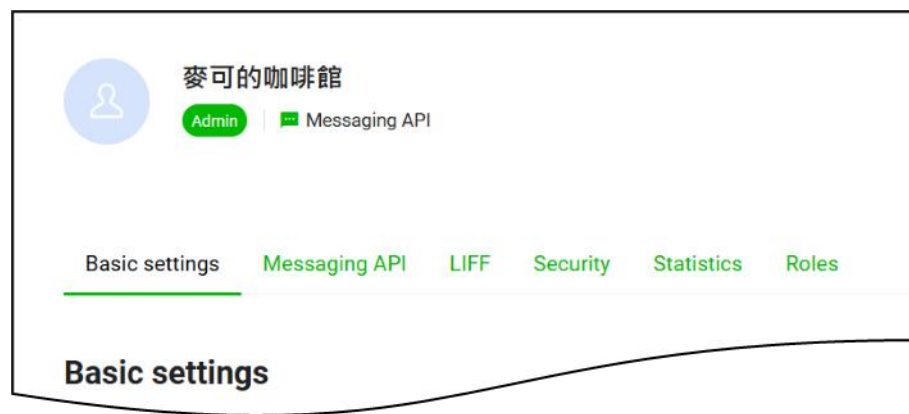 麥可的咖啡館
Admin Messaging API
Basic settings Messaging API LIFF Security Statistics Roles
Basic settings